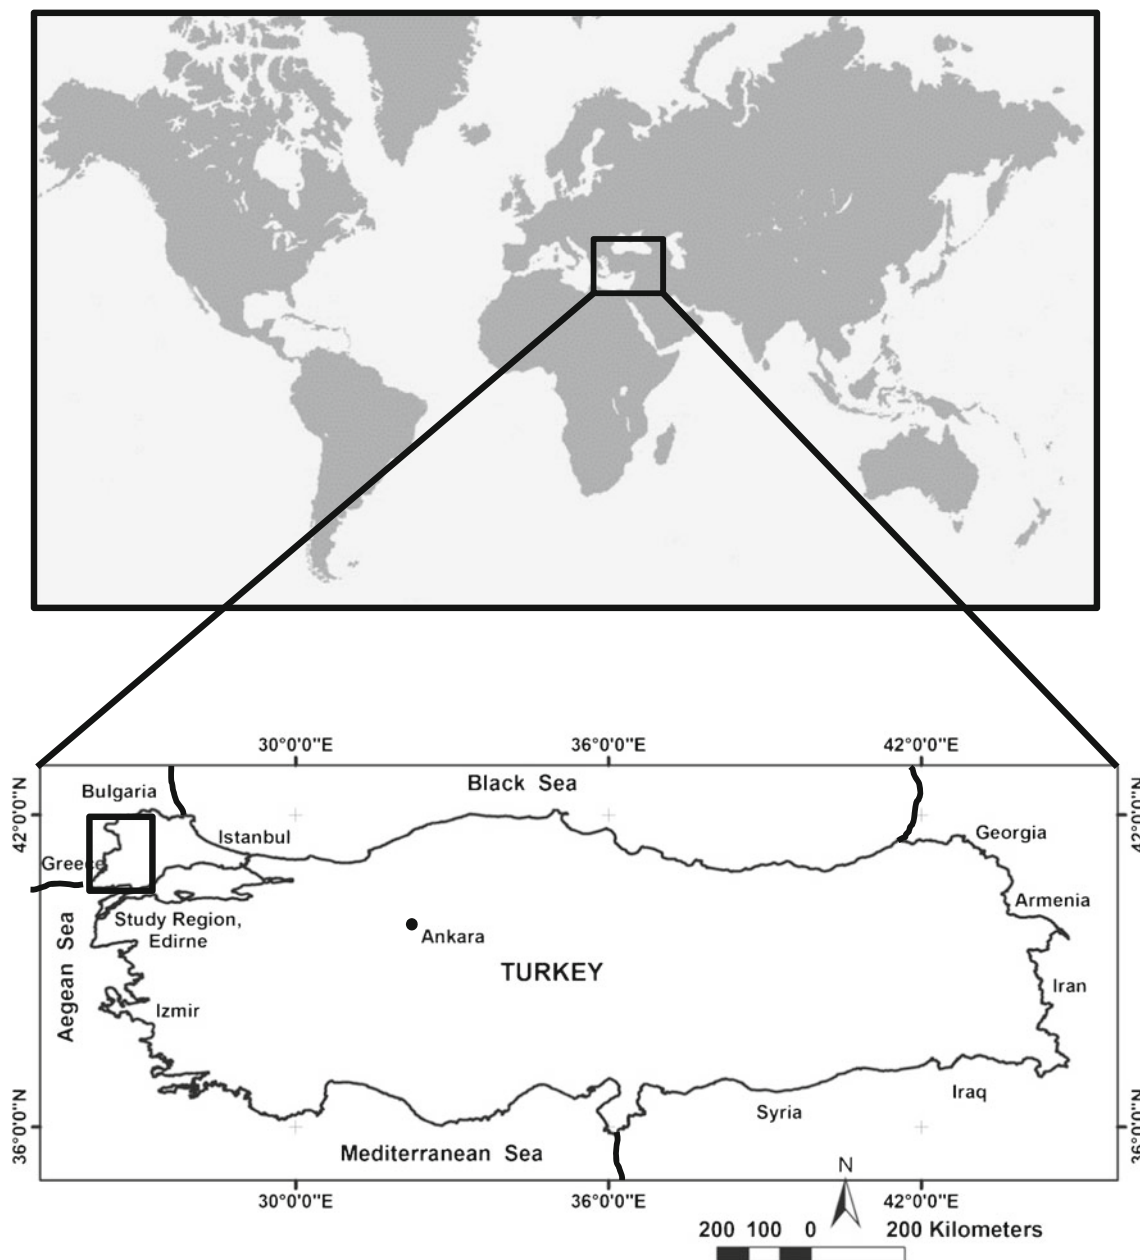 30°0'0"E 36°0'0"E 42°0'0"E
Black Sea
Bulgaria
42°0'0"N
42°0'0"N
Istanbul
Georgia
Greece
Armenia
Study Region,
Edirne
Aegean Sea
Ankara
TURKEY
Iran
Izmir
Iraq
Syria
36°0'0"N
36°0'0"N
Mediterranean Sea
N
30°0'0"E 36°0'0"E 42°0'0"E
200 100 0 200 Kilometers